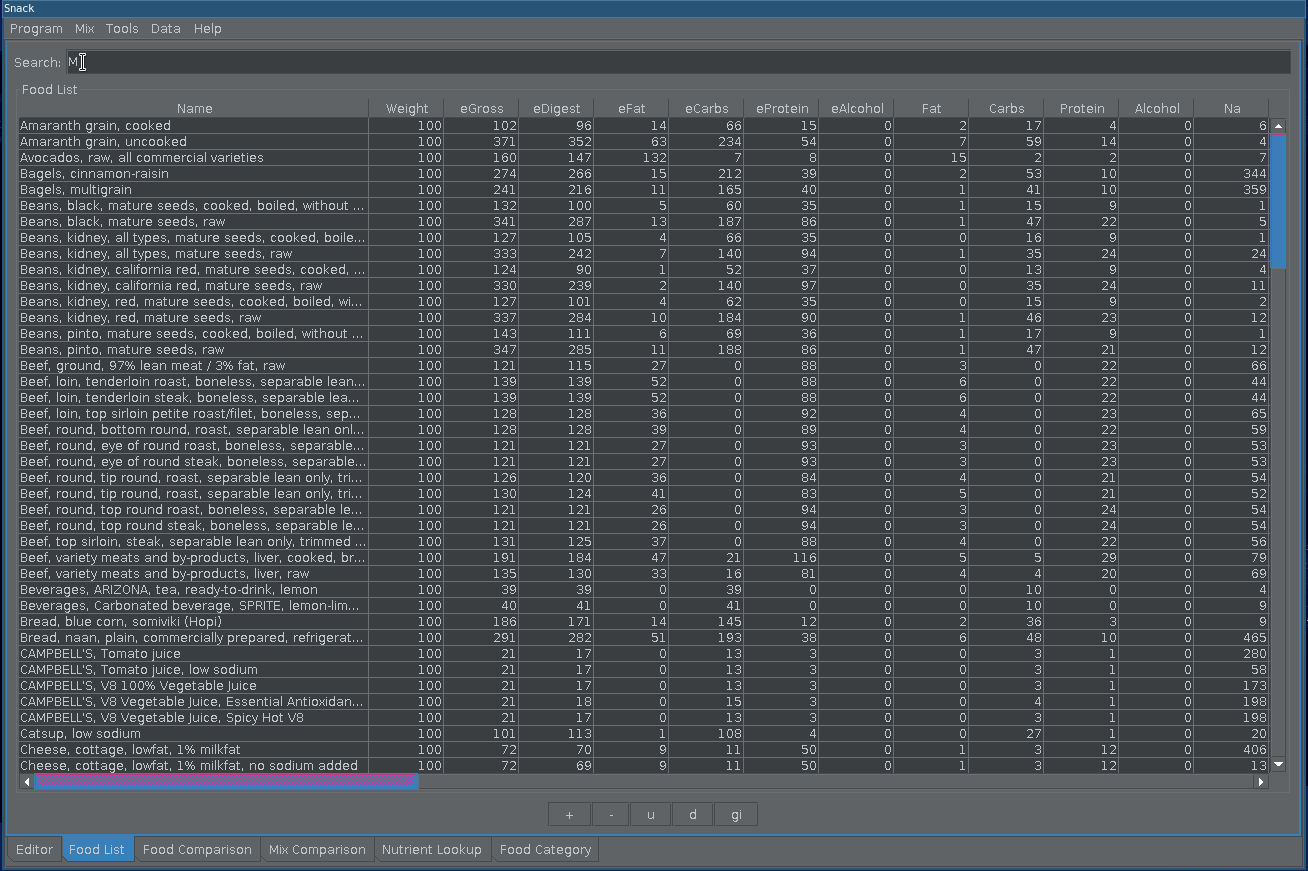 Snack
Program Mix Tools Data Help
Search: M
Food List
Name Weight eGross eDigest eFat eCarbs eProtein eAlcohol Fat Carbs Protein Alcohol Na
Amaranth grain, cooked 100 102 96 14 66 15 0 2 17 4 0 6
Amaranth grain, uncooked 100 371 352 63 234 54 0 7 59 14 0 4
Avocados, raw, all commercial varieties 100 160 147 132 7 8 0 15 2 2 0 7
Bagels, cinnamon-raisin 100 274 266 15 212 39 0 2 53 10 0 344
Bagels, multigrain 100 241 216 11 165 40 0 1 41 10 0 359
Beans, black, mature seeds, cooked, boiled, without ... 100 132 100 5 60 35 0 1 15 9 0 1
Beans, black, mature seeds, raw 100 341 287 13 187 86 0 1 47 22 0 5
Beans, kidney, all types, mature seeds, cooked, boile... 100 127 105 4 66 35 0 0 16 9 0 1
Beans, kidney, all types, mature seeds, raw 100 333 242 7 140 94 0 1 35 24 0 24
Beans, kidney, california red, mature seeds, cooked, ... 100 124 90 1 52 37 0 0 13 9 0 4
Beans, kidney, california red, mature seeds, raw 100 330 239 2 140 97 0 0 35 24 0 11
Beans, kidney, red, mature seeds, cooked, boiled, wi... 100 127 101 4 62 35 0 0 15 9 0 2
Beans, kidney, red, mature seeds, raw 100 337 284 10 184 90 0 1 46 23 0 12
Beans, pinto, mature seeds, cooked, boiled, without ... 100 143 111 6 69 36 0 1 17 9 0 1
Beans, pinto, mature seeds, raw 100 347 285 11 188 86 0 1 47 21 0 12
Beef, ground, 97% lean meat / 3% fat, raw 100 121 115 27 0 88 0 3 0 22 0 66
Beef, loin, tenderloin roast, boneless, separable lean... 100 139 139 52 0 88 0 6 0 22 0 44
Beef, loin, tenderloin steak, boneless, separable lea... 100 139 139 52 0 88 0 6 0 22 0 44
Beef, loin, top sirloin petite roast/filet, boneless, sep... 100 128 128 36 0 92 0 4 0 23 0 65
Beef, round, bottom round, roast, separable lean onl... 100 128 128 39 0 89 0 4 0 22 0 59
Beef, round, eye of round roast, boneless, separable... 100 121 121 27 0 93 0 3 0 23 0 53
Beef, round, eye of round steak, boneless, separable... 100 121 121 27 0 93 0 3 0 23 0 53
Beef, round, tip round, roast, separable lean only, tri... 100 126 120 36 0 84 0 4 0 21 0 54
Beef, round, tip round, roast, separable lean only, tri... 100 130 124 41 0 83 0 5 0 21 0 52
Beef, round, top round roast, boneless, separable le... 100 121 121 26 0 94 0 3 0 24 0 54
Beef, round, top round steak, boneless, separable le... 100 121 121 26 0 94 0 3 0 24 0 54
Beef, top sirloin, steak, separable lean only, trimmed ... 100 131 125 37 0 88 0 4 0 22 0 56
Beef, variety meats and by-products, liver, cooked, br... 100 191 184 47 21 116 0 5 5 29 0 79
Beef, variety meats and by-products, liver, raw 100 135 130 33 16 81 0 4 4 20 0 69
Beverages, ARIZONA, tea, ready-to-drink, lemon 100 39 39 0 39 0 0 0 10 0 0 4
Beverages, Carbonated beverage, SPRITE, lemon-lim... 100 40 41 0 41 0 0 0 10 0 0 9
Bread, blue corn, somiviki (Hopi) 100 186 171 14 145 12 0 2 36 3 0 9
Bread, naan, plain, commercially prepared, refrigerat... 100 291 282 51 193 38 0 6 48 10 0 465
CAMPBELL'S, Tomato juice 100 21 17 0 13 3 0 0 3 1 0 280
CAMPBELL'S, Tomato juice, low sodium 100 21 17 0 13 3 0 0 3 1 0 58
CAMPBELL'S, V8 100% Vegetable Juice 100 21 17 0 13 3 0 0 3 1 0 173
CAMPBELL'S, V8 Vegetable Juice, Essential Antioxidan... 100 21 18 0 15 3 0 0 4 1 0 198
CAMPBELL'S, V8 Vegetable Juice, Spicy Hot V8 100 21 17 0 13 3 0 0 3 1 0 198
Catsup, low sodium 100 101 113 1 108 4 0 0 27 1 0 20
Cheese, cottage, lowfat, 1% milkfat 100 72 70 9 11 50 0 1 3 12 0 406
Cheese, cottage, lowfat, 1% milkfat, no sodium added 100 72 69 9 11 50 0 1 3 12 0 13
+ - u d gi
Editor Food List Food Comparison Mix Comparison Nutrient Lookup Food Category